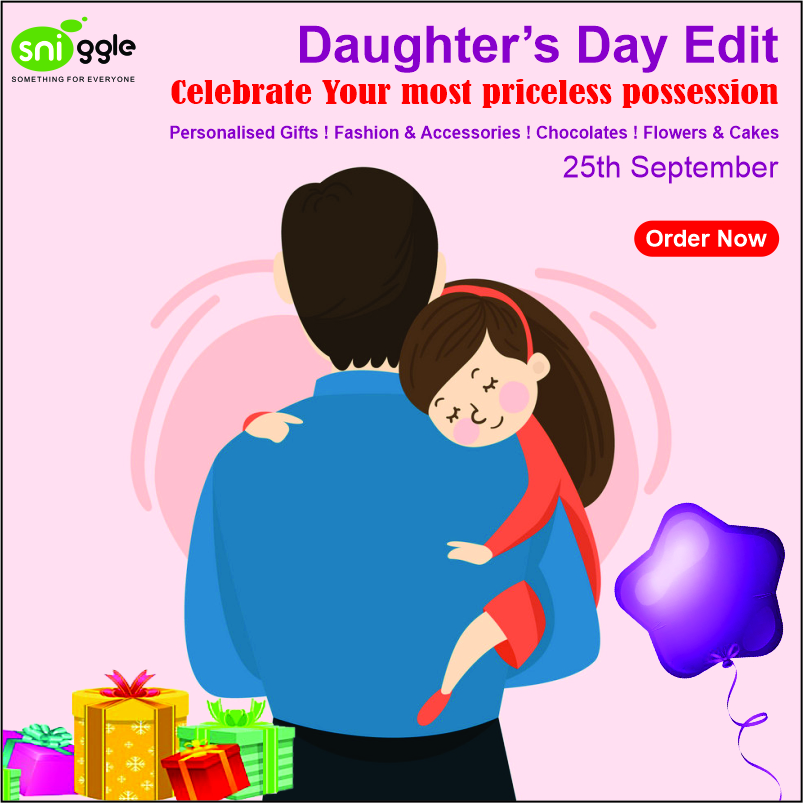 sniggle
SOMETHING FOR EVERYONE
Daughter's Day Edit
Celebrate Your most priceless possession
Personalised Gifts ! Fashion & Accessories ! Chocolates ! Flowers & Cakes
25th September
Order Now